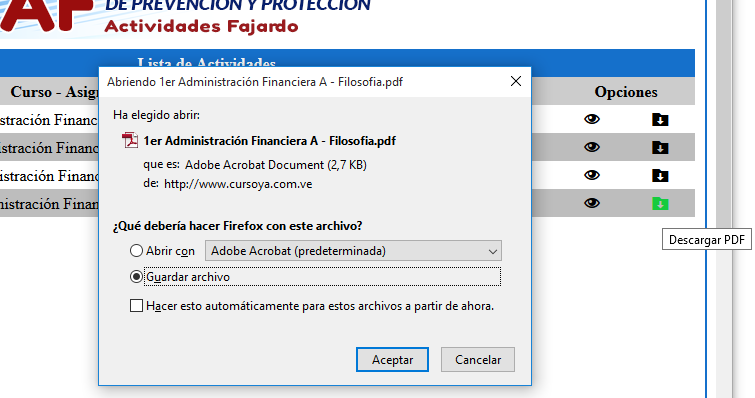 AF
DE PREVENCIÓN Y PROTECCIÓN
Actividades Fajardo
Lista de Actividades
Curso - Asig
Opciones
Abriendo 1er Administración Financiera A - Filosofia.pdf
Ha elegido abrir:
1er Administración Financiera A - Filosofia.pdf
que es: Adobe Acrobat Document (2,7 KB)
de: http://www.cursoya.com.ve
¿Qué debería hacer Firefox con este archivo?
Abrir con Adobe Acrobat (predeterminada)
Guardar archivo
Hacer esto automáticamente para estos archivos a partir de ahora.
Aceptar Cancelar
nistración Financ
nistración Financ
nistración Financ
nistración Finan
Descargar PDF